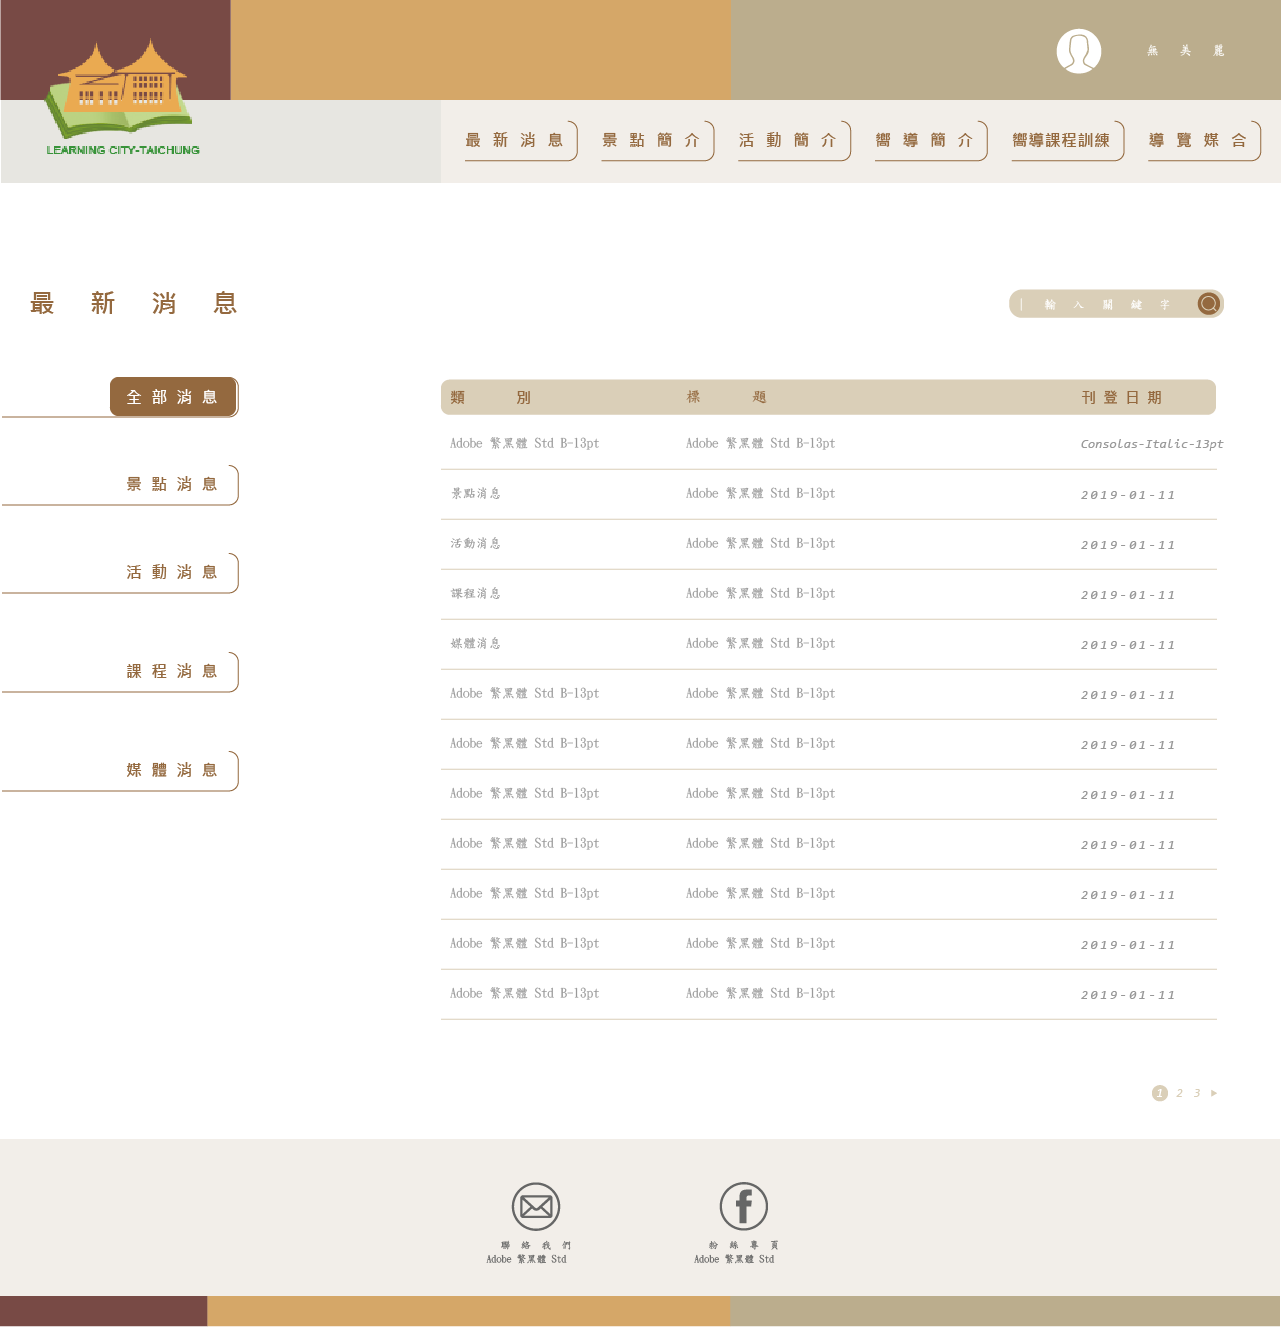 無美麗
LEARNING CITY-TAICHUNG
最新消息 景點簡介 活動簡介 嚮導簡介 嚮導課程訓練 導覽媒合
最新消息
輸入關鍵字
全部消息
景點消息
活動消息
課程消息
媒體消息
類別 標題 刊登日期
Adobe 繁黑體 Std B-13pt Adobe 繁黑體 Std B-13pt Consolas-Italic-13pt
景點消息 Adobe 繁黑體 Std B-13pt 2019-01-11
活動消息 Adobe 繁黑體 Std B-13pt 2019-01-11
課程消息 Adobe 繁黑體 Std B-13pt 2019-01-11
媒體消息 Adobe 繁黑體 Std B-13pt 2019-01-11
Adobe 繁黑體 Std B-13pt Adobe 繁黑體 Std B-13pt 2019-01-11
Adobe 繁黑體 Std B-13pt Adobe 繁黑體 Std B-13pt 2019-01-11
Adobe 繁黑體 Std B-13pt Adobe 繁黑體 Std B-13pt 2019-01-11
Adobe 繁黑體 Std B-13pt Adobe 繁黑體 Std B-13pt 2019-01-11
Adobe 繁黑體 Std B-13pt Adobe 繁黑體 Std B-13pt 2019-01-11
Adobe 繁黑體 Std B-13pt Adobe 繁黑體 Std B-13pt 2019-01-11
Adobe 繁黑體 Std B-13pt Adobe 繁黑體 Std B-13pt 2019-01-11
1 2 3
聯絡我們 粉絲專頁
Adobe 繁黑體 Std Adobe 繁黑體 Std